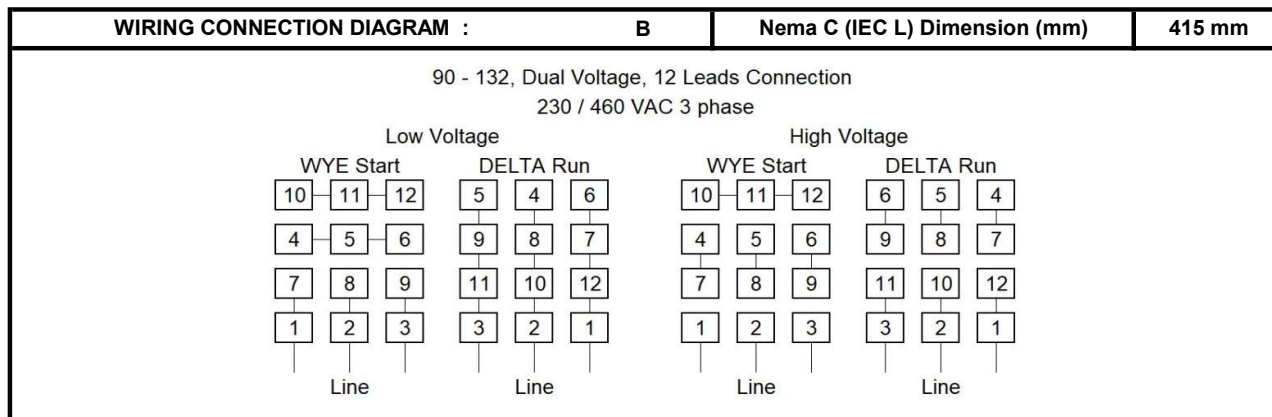 WIRING CONNECTION DIAGRAM : B Nema C (IEC L) Dimension (mm) 415 mm
90 - 132, Dual Voltage, 12 Leads Connection
230 / 460 VAC 3 phase
Low Voltage High Voltage
WYE Start DELTA Run WYE Start DELTA Run
10 11 12 5 4 6 10 11 12 6 5 4
4 5 6 9 8 7 4 5 6 9 8 7
7 8 9 11 10 12 7 8 9 11 10 12
1 2 3 3 2 1 1 2 3 3 2 1
Line Line Line Line